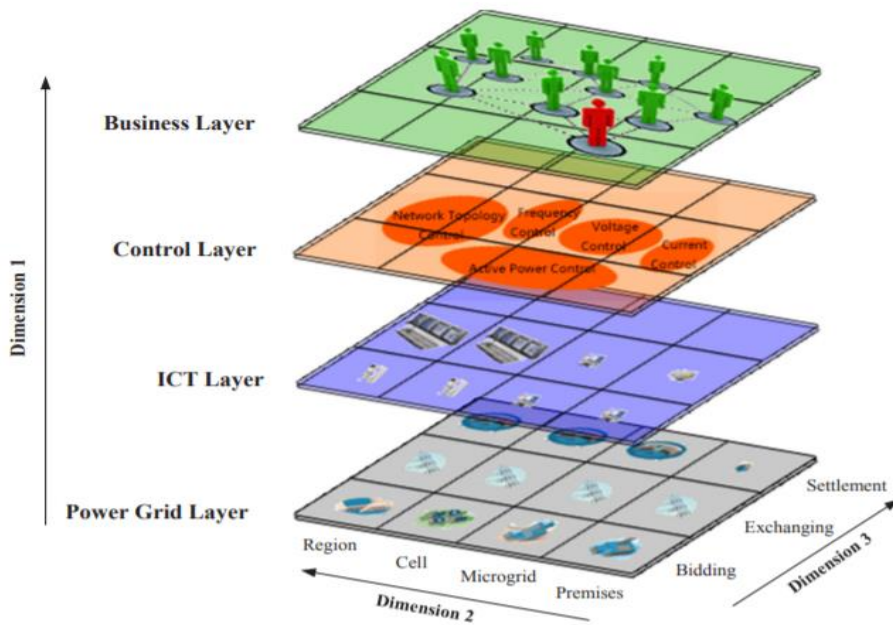 Business Layer
Network Topology
Control
Frequency
Control
Voltage
Control
Current
Control
Active Power Control
Control Layer
ICT Layer
Power Grid Layer
Dimension 1
Region
Cell
Microgrid
Premises
Dimension 2
Bidding
Exchanging
Settlement
Dimension 3